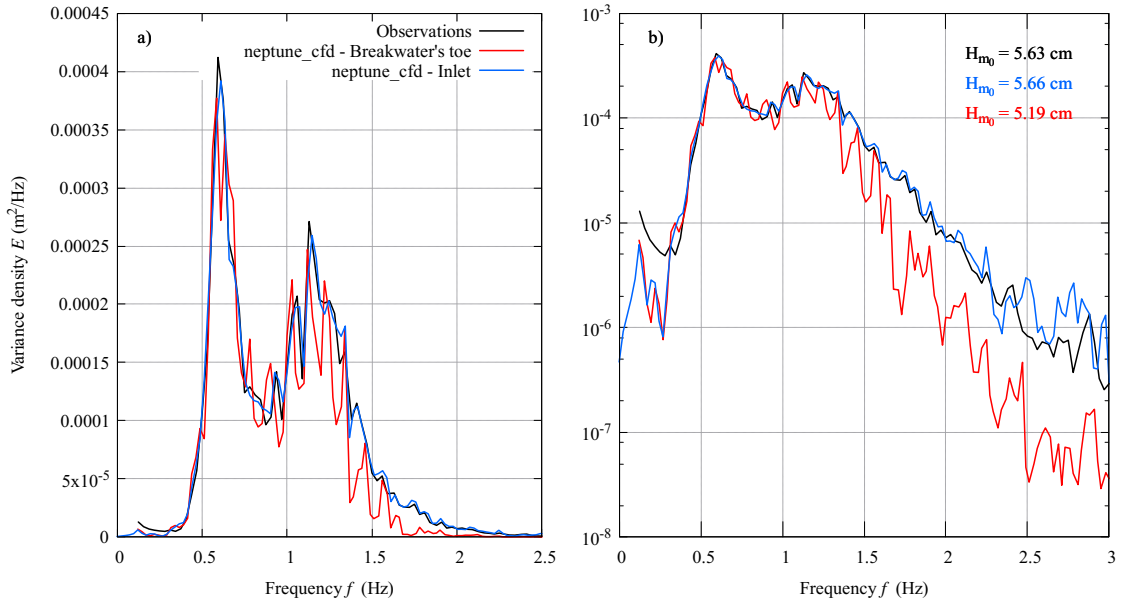 a)
Observations
neptune_cfd - Breakwater's toe
neptune_cfd - Inlet
0.00045
0.0004
0.00035
0.0003
0.00025
0.0002
0.00015
0.0001
5x10⁻⁵
0
Variance density E (m²/Hz)
0 0.5 1 1.5 2 2.5
Frequency f (Hz)
b)
Hm₀ = 5.63 cm
Hm₀ = 5.66 cm
Hm₀ = 5.19 cm
10⁻³
10⁻⁴
10⁻⁵
10⁻⁶
10⁻⁷
10⁻⁸
0 0.5 1 1.5 2 2.5 3
Frequency f (Hz)